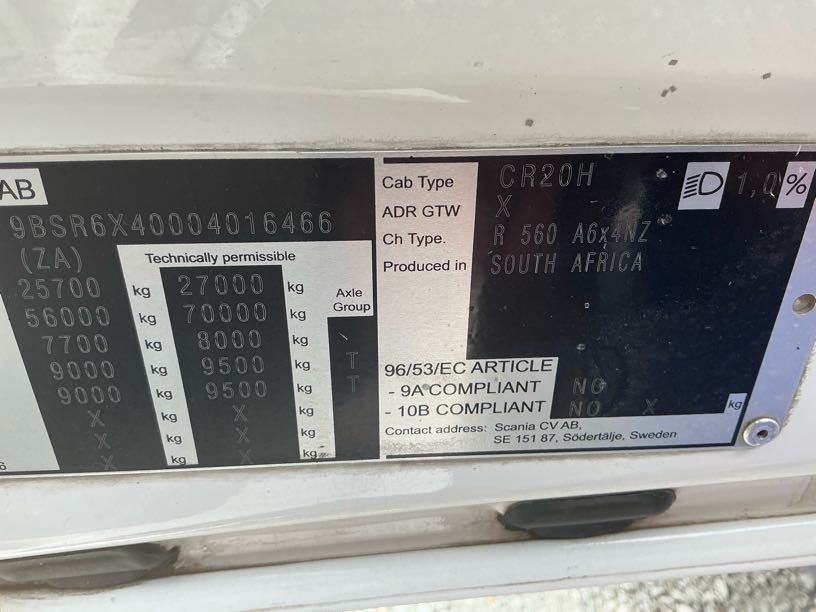 AB
9BSR6X40004016466
(ZA)
Technically permissible
25700 kg 27000 kg Axle Group
56000 kg 70000 kg
7700 kg 8000 kg
9000 kg 9500 kg T
9000 kg 9500 kg T
X kg X kg
X kg X kg
X kg X kg
Cab Type CR20H 1,0 %
ADR GTW X
Ch Type. R 560 A6x4NZ
Produced in SOUTH AFRICA
96/53/EC ARTICLE
- 9A COMPLIANT NO
- 10B COMPLIANT NO X kg
Contact address: Scania CV AB,
SE 151 87, Södertälje, Sweden